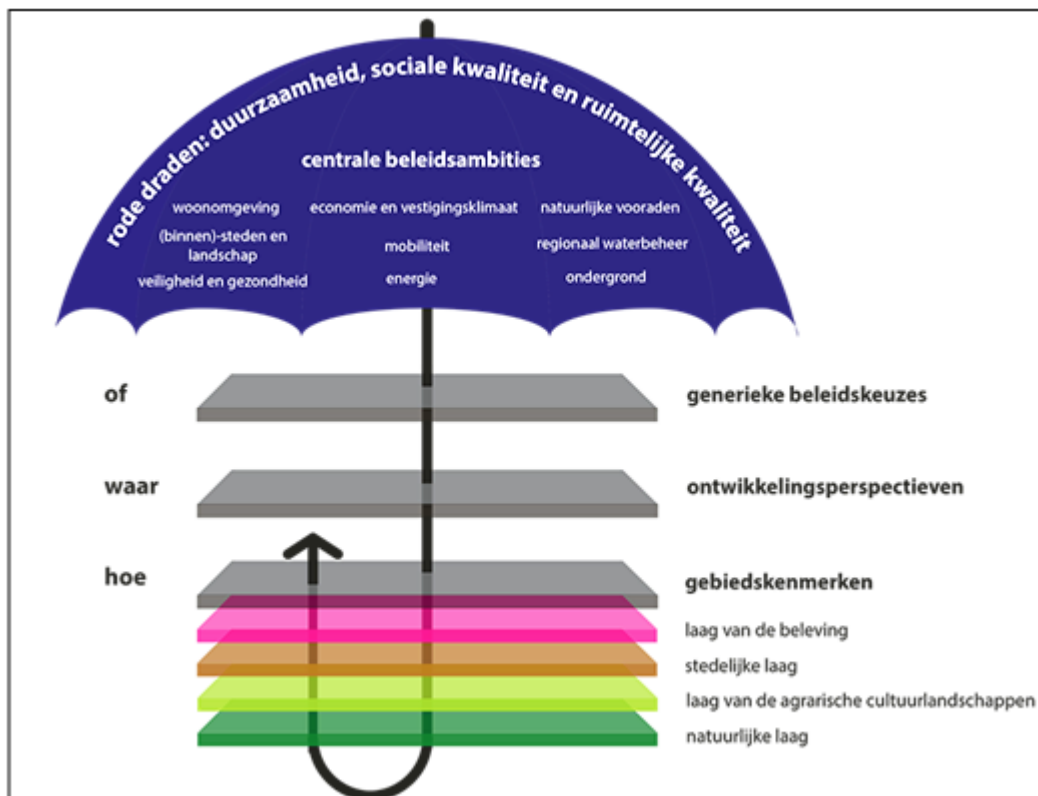 rode draden: duurzaamheid, sociale kwaliteit en ruimtelijke kwaliteit
centrale beleidsambities
woonomgeving
(binnen)-steden en
landschap
veiligheid en gezondheid
economie en vestigingsklimaat
mobiliteit
energie
natuurlijke vooraden
regionaal waterbeheer
ondergrond
of
generieke beleidskeuzes
waar
ontwikkelingsperspectieven
hoe
gebiedskenmerken
laag van de beleving
stedelijke laag
laag van de agrarische cultuurlandschappen
natuurlijke laag